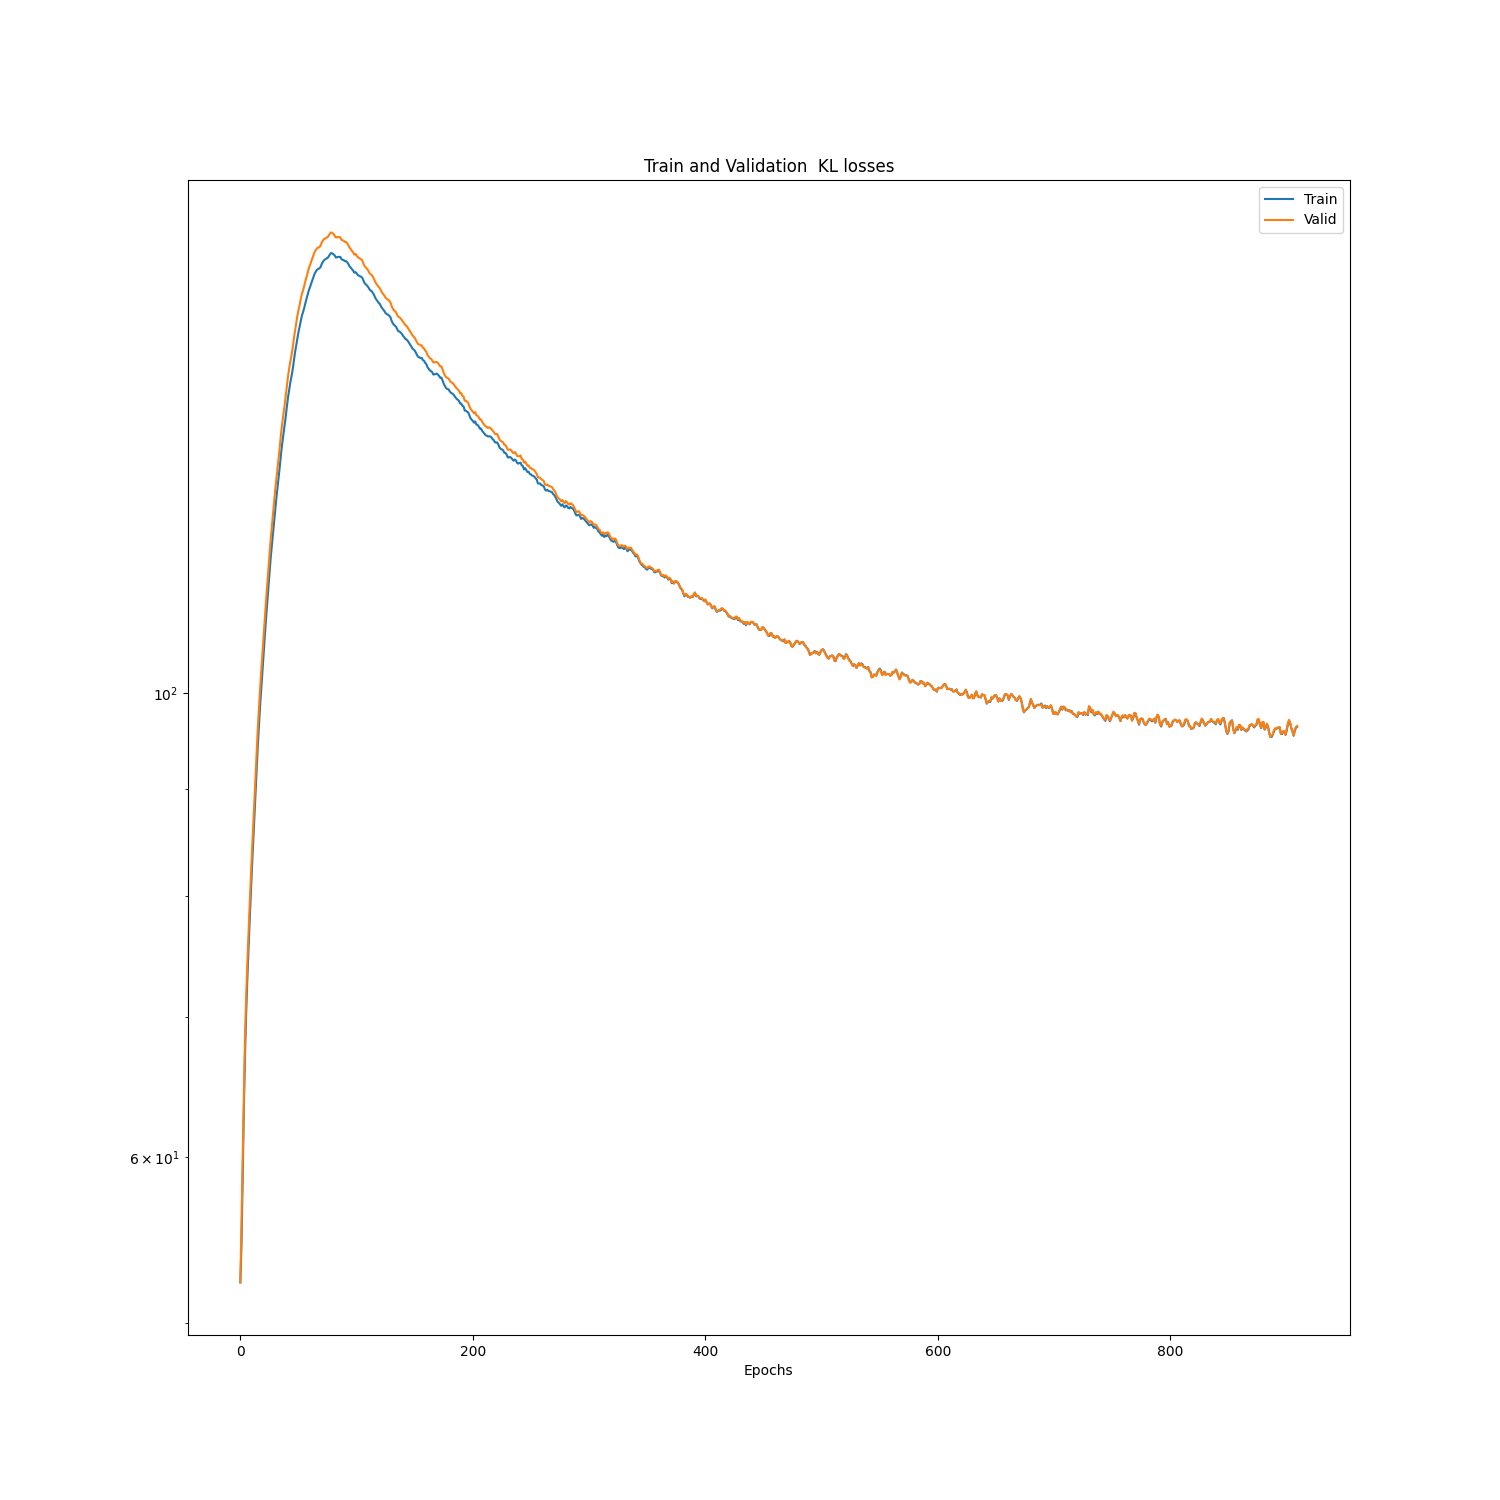 Train and Validation  KL losses
Train
Valid
10²
6 × 10¹
0
200
400
600
800
Epochs